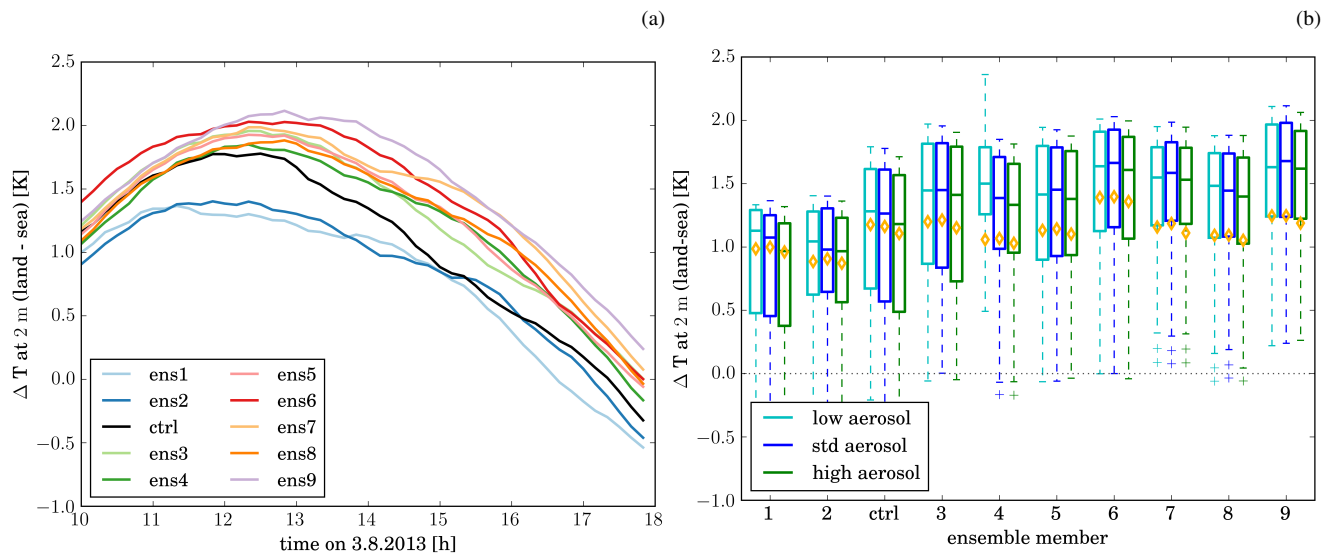 (a)
(b)
2.5
2.0
1.5
1.0
0.5
0.0
−0.5
−1.0
Δ T at 2 m (land - sea) [K]
ens1
ens2
ctrl
ens3
ens4
ens5
ens6
ens7
ens8
ens9
10 11 12 13 14 15 16 17 18
time on 3.8.2013 [h]
2.5
2.0
1.5
1.0
0.5
0.0
−0.5
−1.0
Δ T at 2 m (land-sea) [K]
low aerosol
std aerosol
high aerosol
1 2 ctrl 3 4 5 6 7 8 9
ensemble member